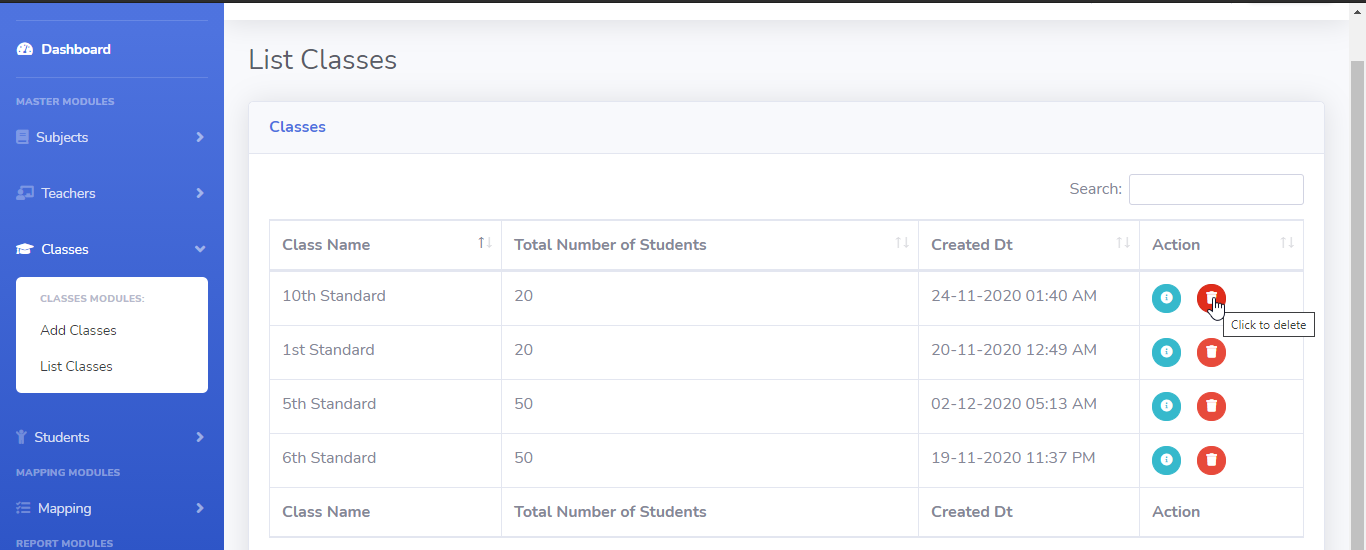 Dashboard
MASTER MODULES
Subjects
Teachers
Classes
CLASSES MODULES:
Add Classes
List Classes
Students
MAPPING MODULES
Mapping
REPORT MODULES
List Classes
Classes
Search:
Class Name Total Number of Students Created Dt Action
10th Standard 20 24-11-2020 01:40 AM
Click to delete
1st Standard 20 20-11-2020 12:49 AM
5th Standard 50 02-12-2020 05:13 AM
6th Standard 50 19-11-2020 11:37 PM
Class Name Total Number of Students Created Dt Action